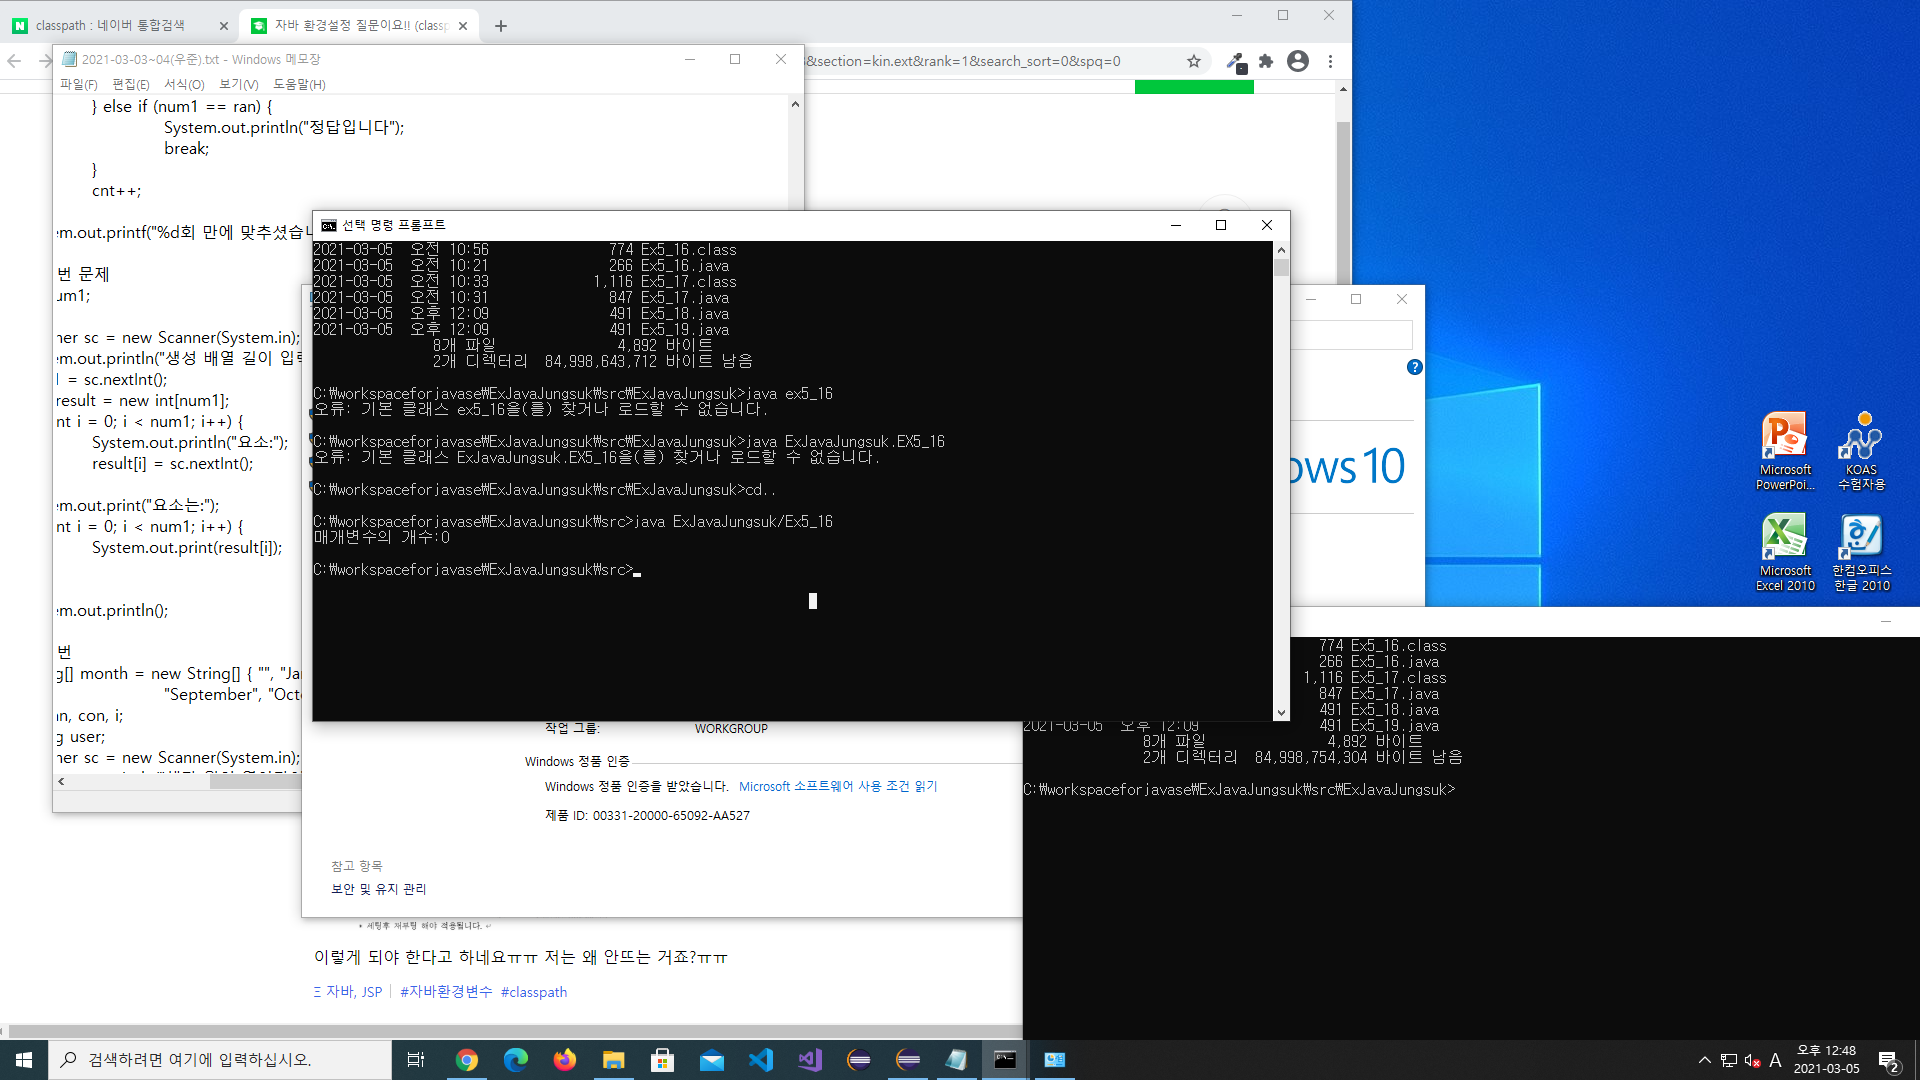 classpath : 네이버 통합검색
자바 환경설정 질문이요!! (classp
&section=kin.ext&rank=1&search_sort=0&spq=0
2021-03-03~04(우준).txt - Windows 메모장
파일(F) 편집(E) 서식(O) 보기(V) 도움말(H)
} else if (num1 == ran) {
System.out.println("정답입니다");
break;
}
cnt++;
em.out.printf("%d회 만에 맞추셨습니
번 문제
um1;
ner sc = new Scanner(System.in);
em.out.println("생성 배열 길이 입력
l = sc.nextInt();
result = new int[num1];
nt i = 0; i < num1; i++) {
System.out.println("요소:");
result[i] = sc.nextInt();
em.out.print("요소는:");
nt i = 0; i < num1; i++) {
System.out.print(result[i]);
em.out.println();
번
g[] month = new String[] { "", "Ja
"September", "Octo
an, con, i;
g user;
ner sc = new Scanner(System.in);
선택 명령 프롬프트
2021-03-05 오전 10:56 774 Ex5_16.class
2021-03-05 오전 10:21 266 Ex5_16.java
2021-03-05 오전 10:33 1,116 Ex5_17.class
2021-03-05 오전 10:31 847 Ex5_17.java
2021-03-05 오후 12:09 491 Ex5_18.java
2021-03-05 오후 12:09 491 Ex5_19.java
8개 파일 4,892 바이트
2개 디렉터리 84,998,643,712 바이트 남음
C:\workspaceforjavase\ExJavaJungsuk\src\ExJavaJungsuk>java ex5_16
오류: 기본 클래스 ex5_16을(를) 찾거나 로드할 수 없습니다.
C:\workspaceforjavase\ExJavaJungsuk\src\ExJavaJungsuk>java ExJavaJungsuk.EX5_16
오류: 기본 클래스 ExJavaJungsuk.EX5_16을(를) 찾거나 로드할 수 없습니다.
C:\workspaceforjavase\ExJavaJungsuk\src\ExJavaJungsuk>cd..
C:\workspaceforjavase\ExJavaJungsuk\src>java ExJavaJungsuk/Ex5_16
매개변수의 개수:0
C:\workspaceforjavase\ExJavaJungsuk\src>
ows 10
작업 그룹: WORKGROUP
Windows 정품 인증
Windows 정품 인증을 받았습니다. Microsoft 소프트웨어 사용 조건 읽기
제품 ID: 00331-20000-65092-AA527
참고 항목
보안 및 유지 관리
774 Ex5_16.class
266 Ex5_16.java
1,116 Ex5_17.class
847 Ex5_17.java
491 Ex5_18.java
2021-03-05 오후 12:09 491 Ex5_19.java
8개 파일 4,892 바이트
2개 디렉터리 84,998,754,304 바이트 남음
C:\workspaceforjavase\ExJavaJungsuk\src\ExJavaJungsuk>
Microsoft PowerPoi...
KOAS 수험자용
Microsoft Excel 2010
한컴오피스 한글 2010
세팅후 재부팅 해야 적용됩니다.
이렇게 되야 한다고 하네요ㅠㅠ 저는 왜 안뜨는 거죠?ㅠㅠ
자바, JSP #자바환경변수 #classpath
검색하려면 여기에 입력하십시오.
A
오후 12:48
2021-03-05
2